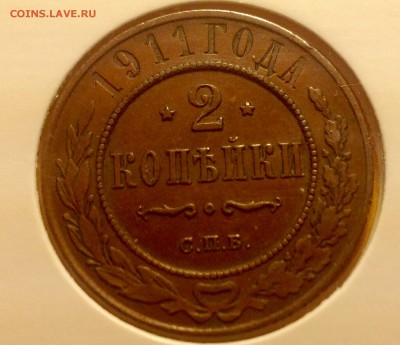 COINS.LAVE.RU
1911 ГОДА
2
КОПѢЙКИ
С.П.Б.